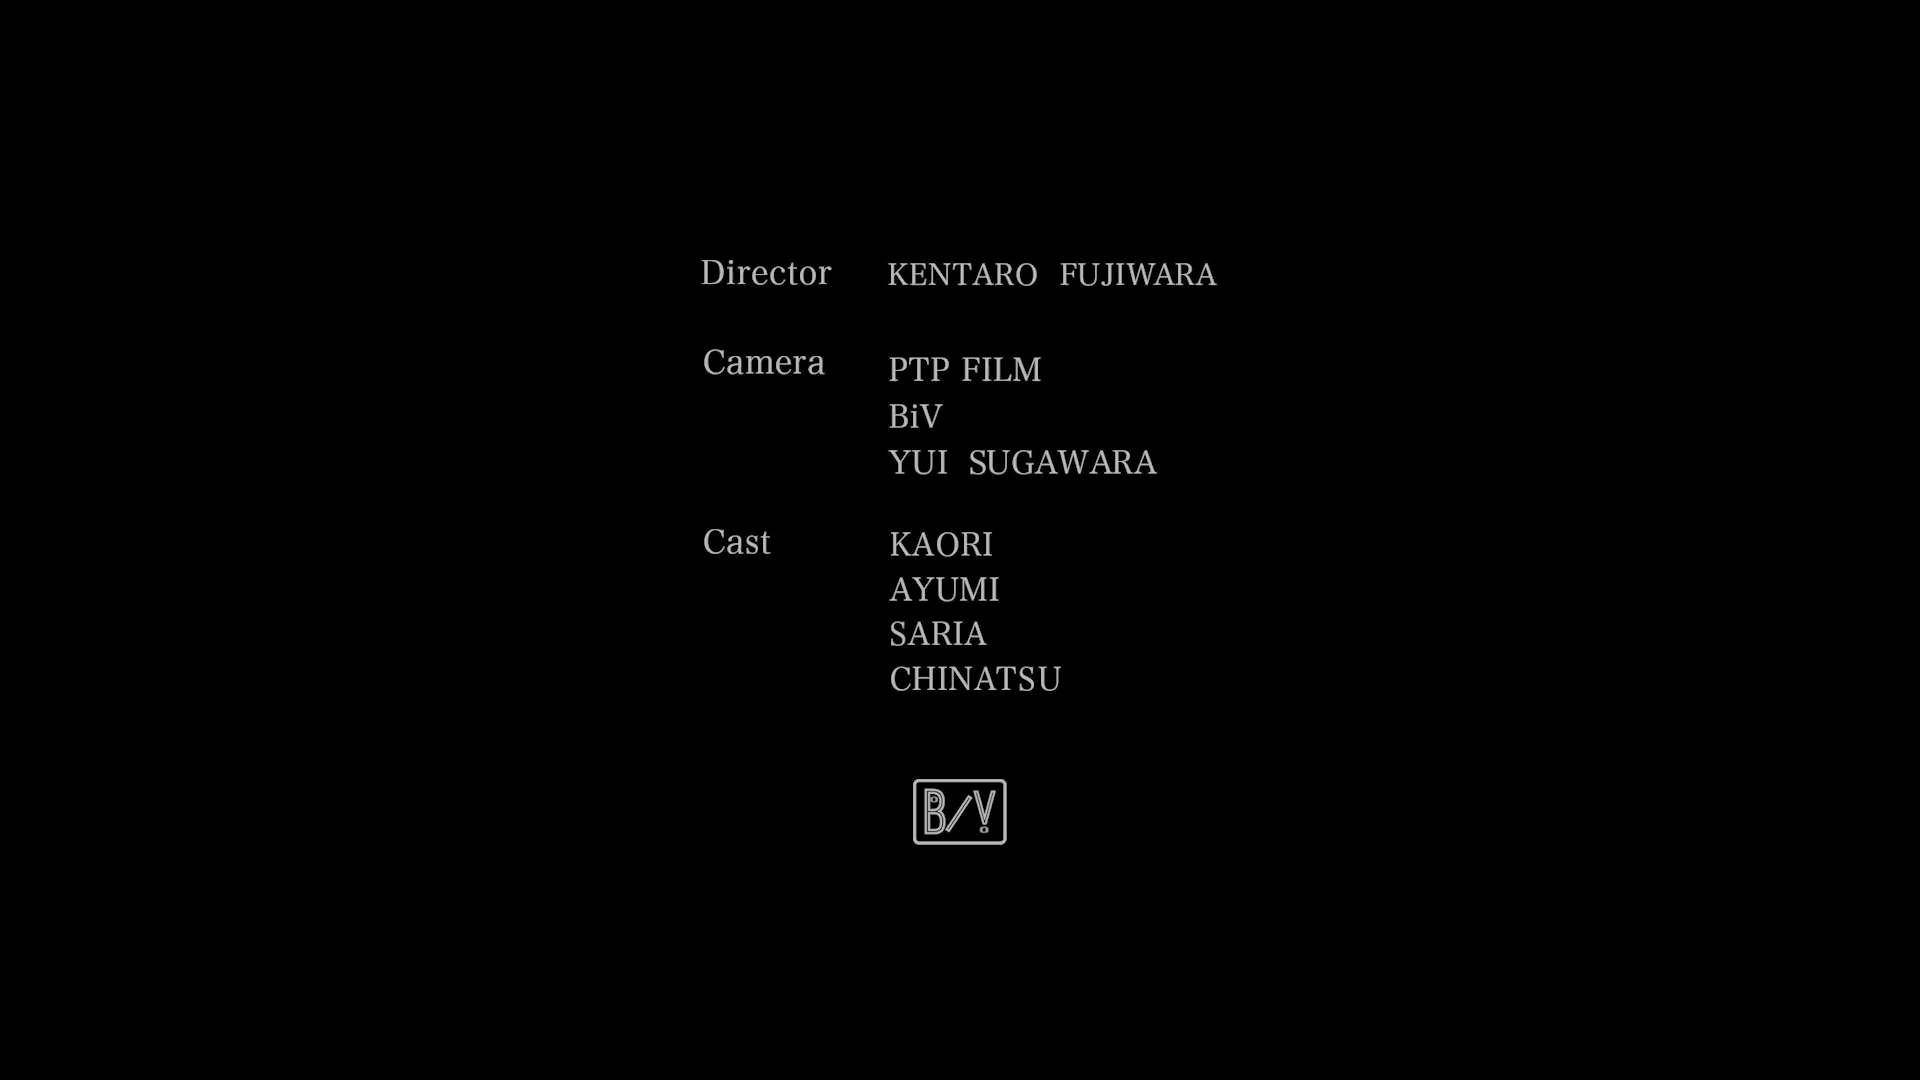 Director KENTARO FUJIWARA
Camera PTP FILM
BiV
YUI SUGAWARA
Cast KAORI
AYUMI
SARIA
CHINATSU
B/V